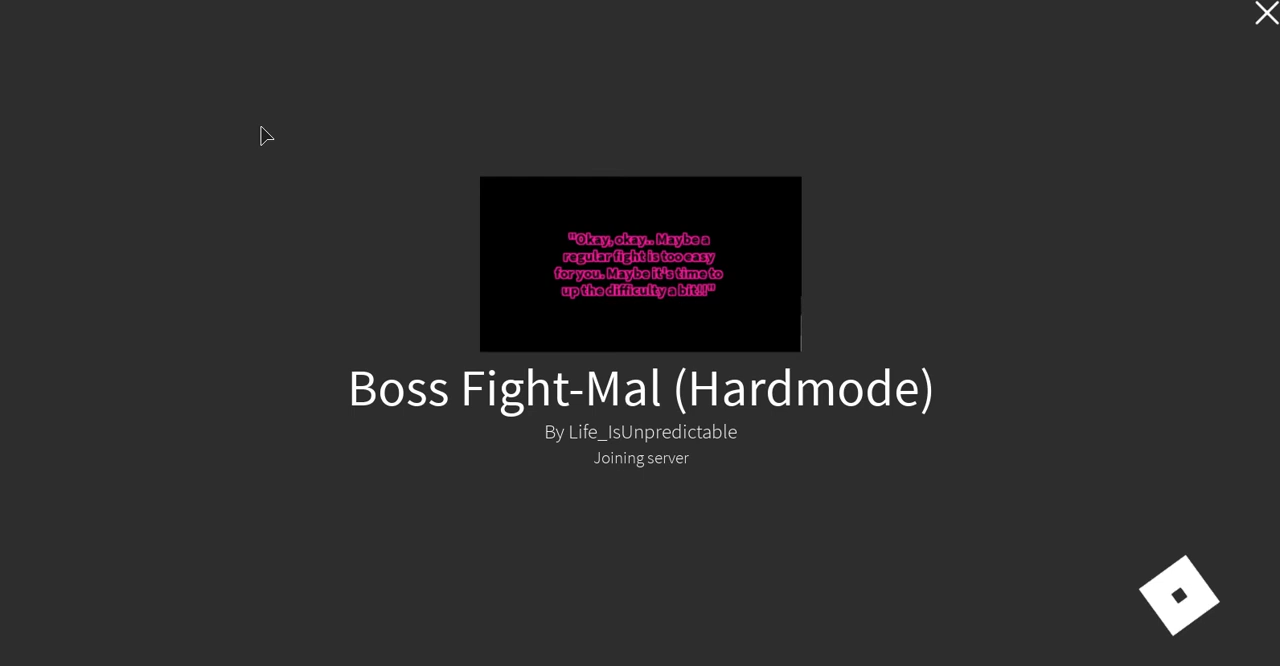 "Okay, okay.. Maybe a
regular fight is too easy
for you. Maybe it's time to
up the difficulty a bit!!"
Boss Fight-Mal (Hardmode)
By Life_IsUnpredictable
Joining server